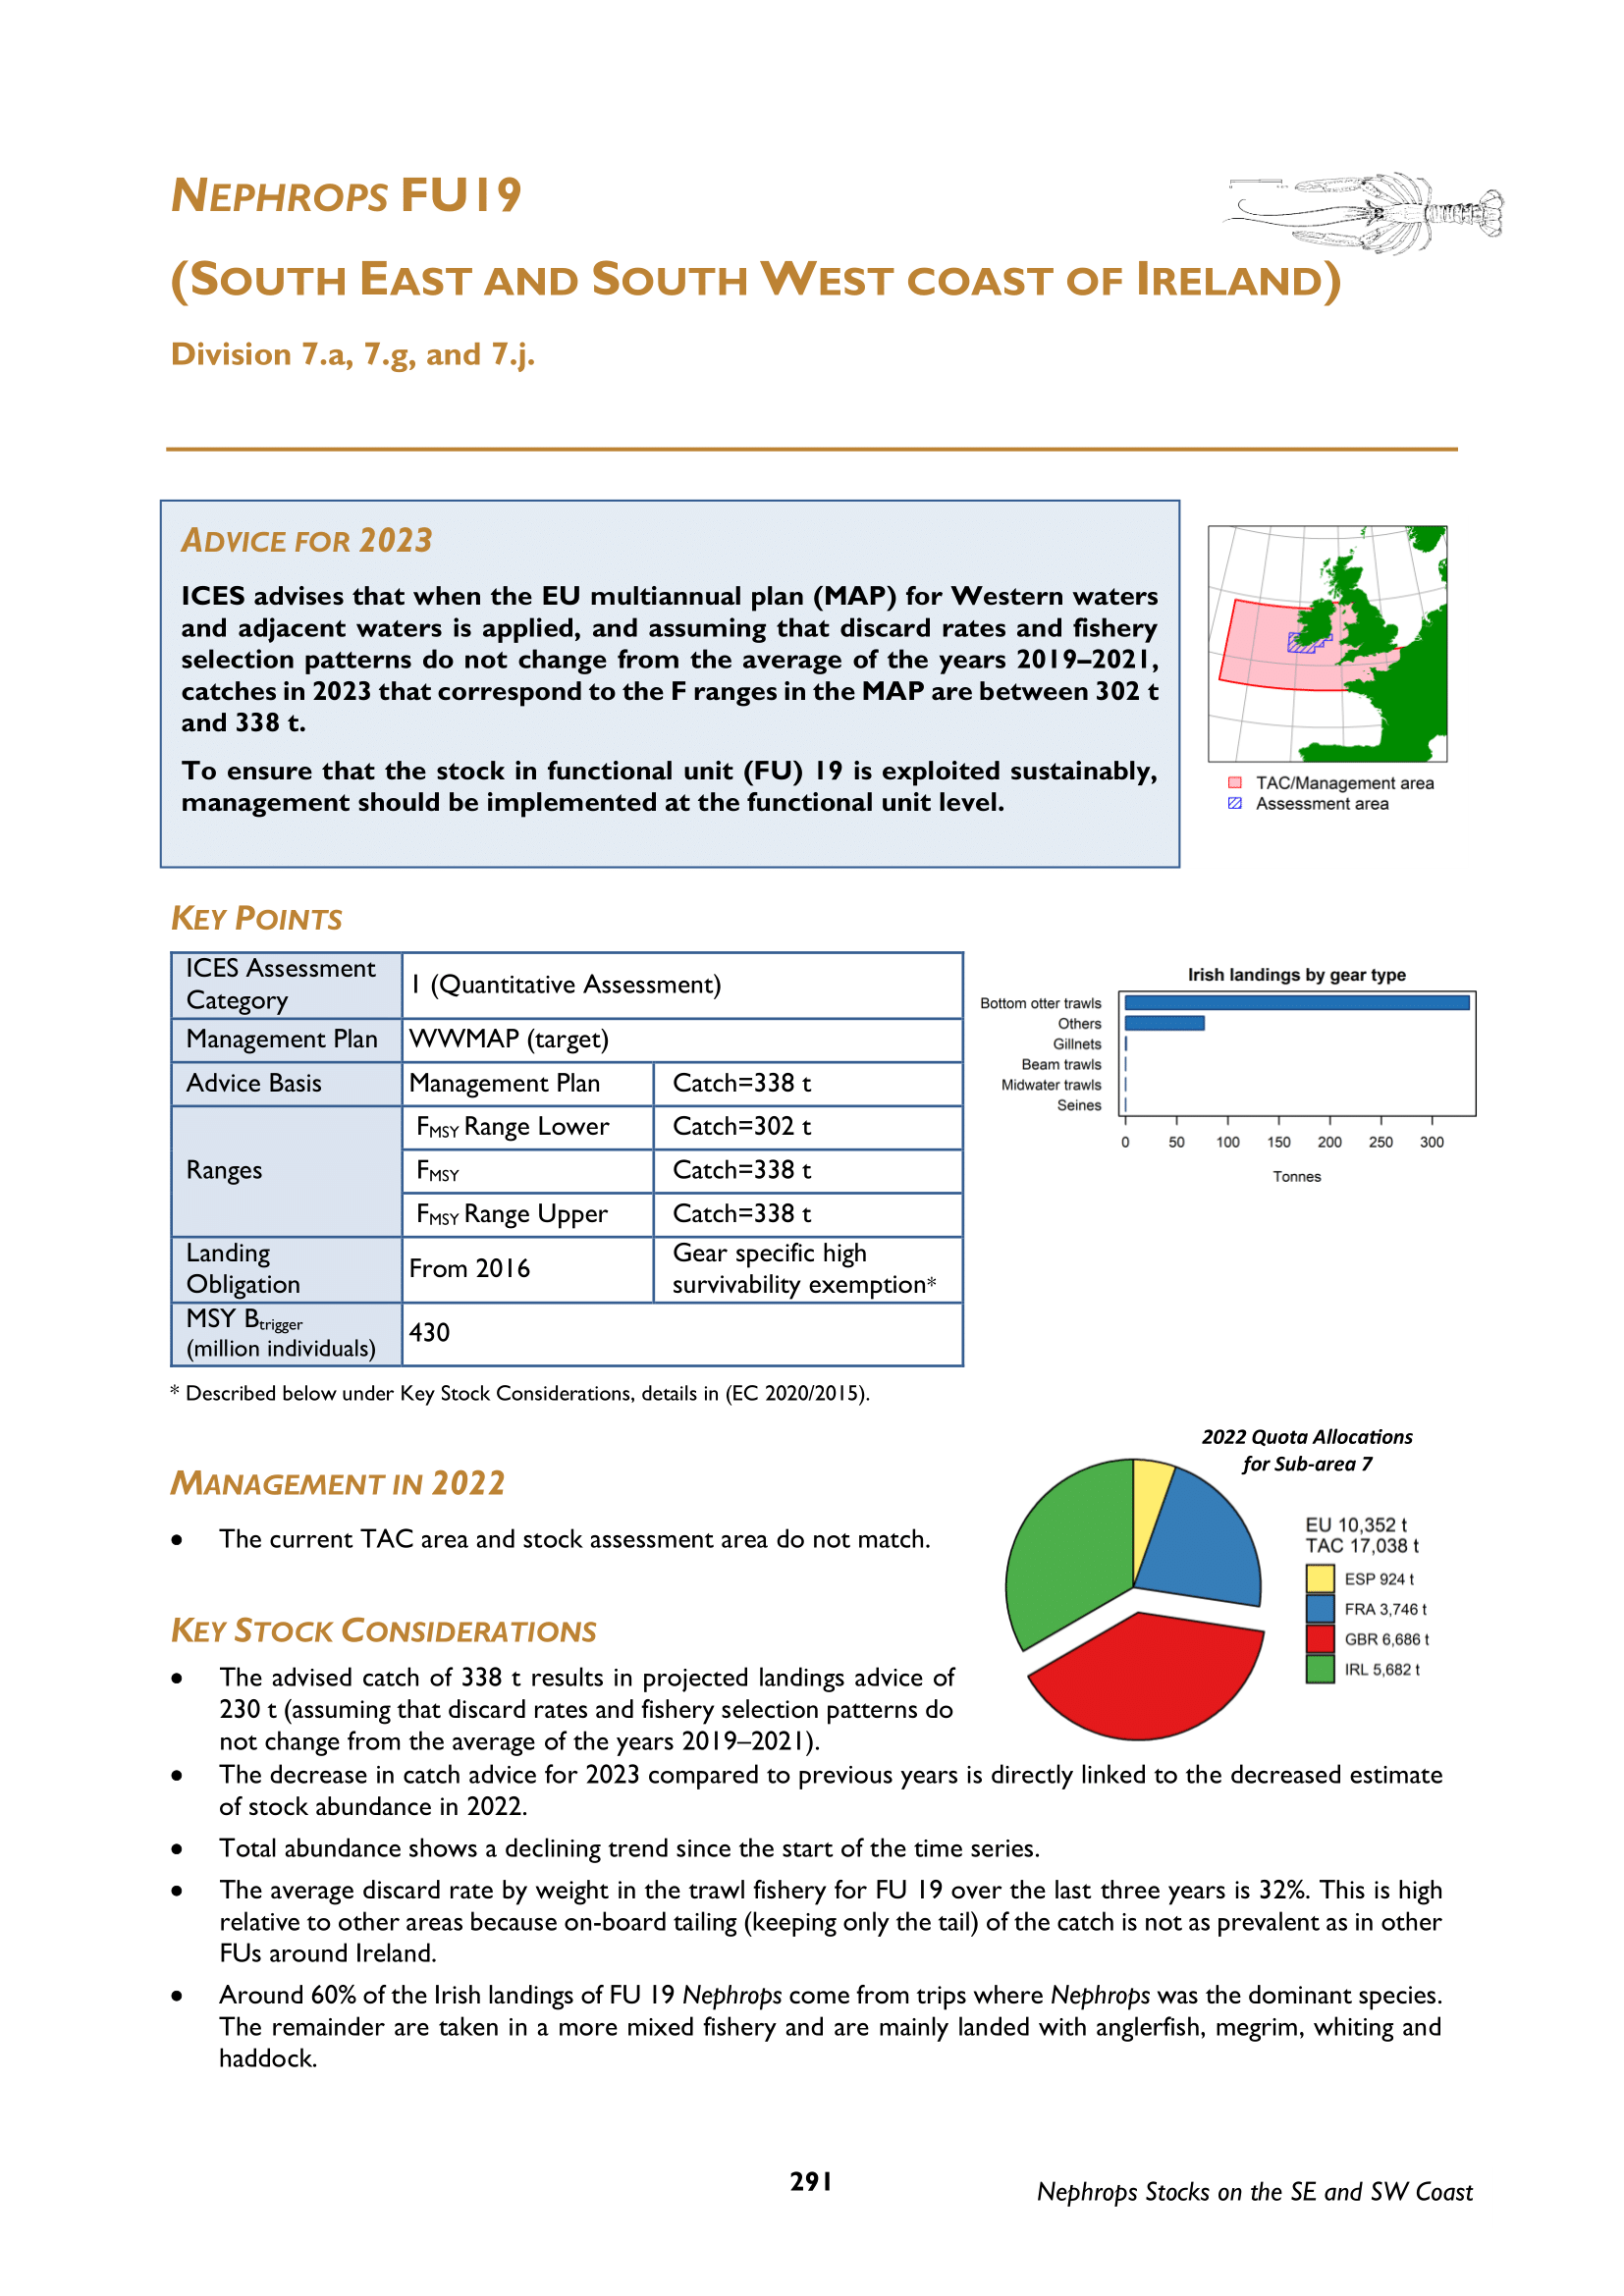 NEPHROPS FU19
(SOUTH EAST AND SOUTH WEST COAST OF IRELAND)
Division 7.a, 7.g, and 7.j.
ADVICE FOR 2023
ICES advises that when the EU multiannual plan (MAP) for Western waters
and adjacent waters is applied, and assuming that discard rates and fishery
selection patterns do not change from the average of the years 2019–2021,
catches in 2023 that correspond to the F ranges in the MAP are between 302 t
and 338 t.
To ensure that the stock in functional unit (FU) 19 is exploited sustainably,
management should be implemented at the functional unit level.
TAC/Management area
Assessment area
KEY POINTS
ICES Assessment
Category
1 (Quantitative Assessment)
Management Plan
WWMAP (target)
Advice Basis
Management Plan
Catch=338 t
Ranges
FMSY Range Lower
Catch=302 t
FMSY
Catch=338 t
FMSY Range Upper
Catch=338 t
Landing
Obligation
From 2016
Gear specific high
survivability exemption*
MSY Btrigger
(million individuals)
430
* Described below under Key Stock Considerations, details in (EC 2020/2015).
Irish landings by gear type
Bottom otter trawls
Others
Gillnets
Beam trawls
Midwater trawls
Seines
0 50 100 150 200 250 300
Tonnes
MANAGEMENT IN 2022
• The current TAC area and stock assessment area do not match.
2022 Quota Allocations
for Sub-area 7
EU 10,352 t
TAC 17,038 t
ESP 924 t
FRA 3,746 t
GBR 6,686 t
IRL 5,682 t
KEY STOCK CONSIDERATIONS
• The advised catch of 338 t results in projected landings advice of
230 t (assuming that discard rates and fishery selection patterns do
not change from the average of the years 2019–2021).
• The decrease in catch advice for 2023 compared to previous years is directly linked to the decreased estimate
of stock abundance in 2022.
• Total abundance shows a declining trend since the start of the time series.
• The average discard rate by weight in the trawl fishery for FU 19 over the last three years is 32%. This is high
relative to other areas because on-board tailing (keeping only the tail) of the catch is not as prevalent as in other
FUs around Ireland.
• Around 60% of the Irish landings of FU 19 Nephrops come from trips where Nephrops was the dominant species.
The remainder are taken in a more mixed fishery and are mainly landed with anglerfish, megrim, whiting and
haddock.
291
Nephrops Stocks on the SE and SW Coast